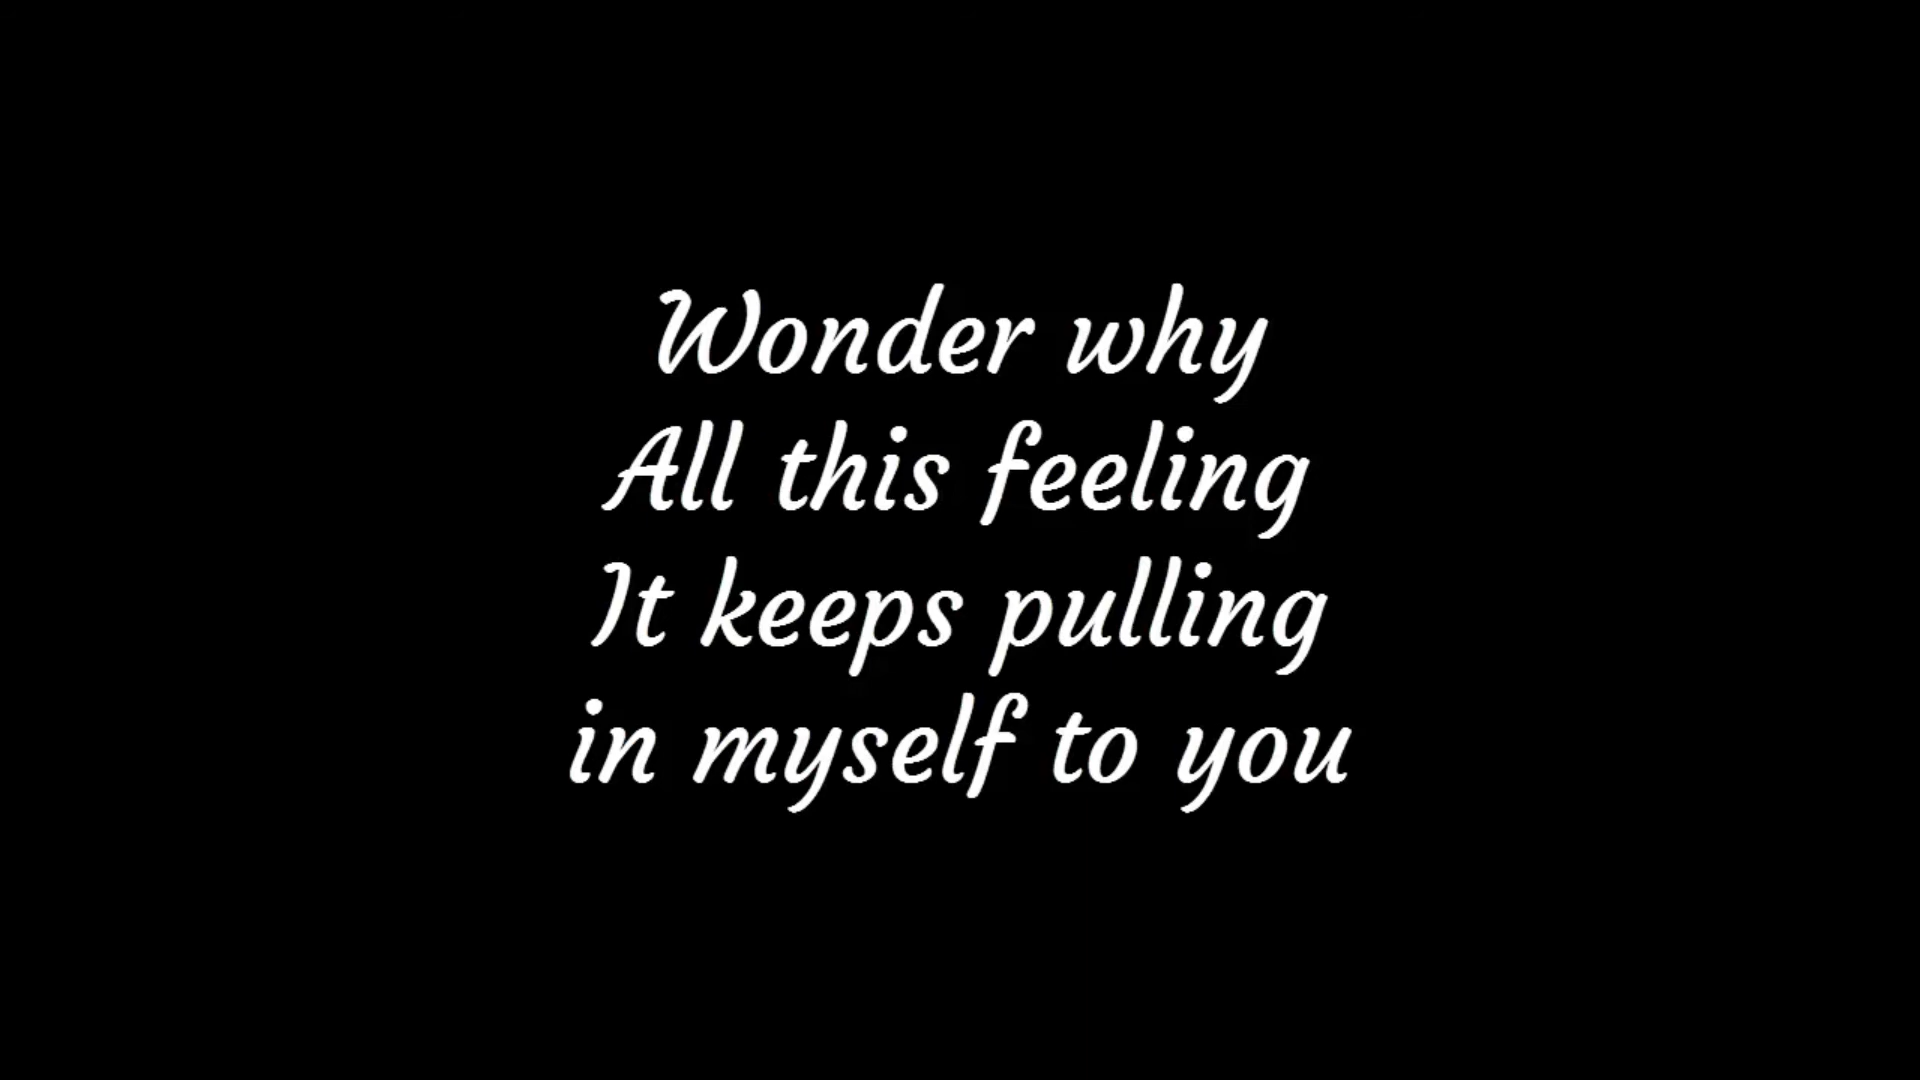 Wonder why
All this feeling
It keeps pulling
in myself to you